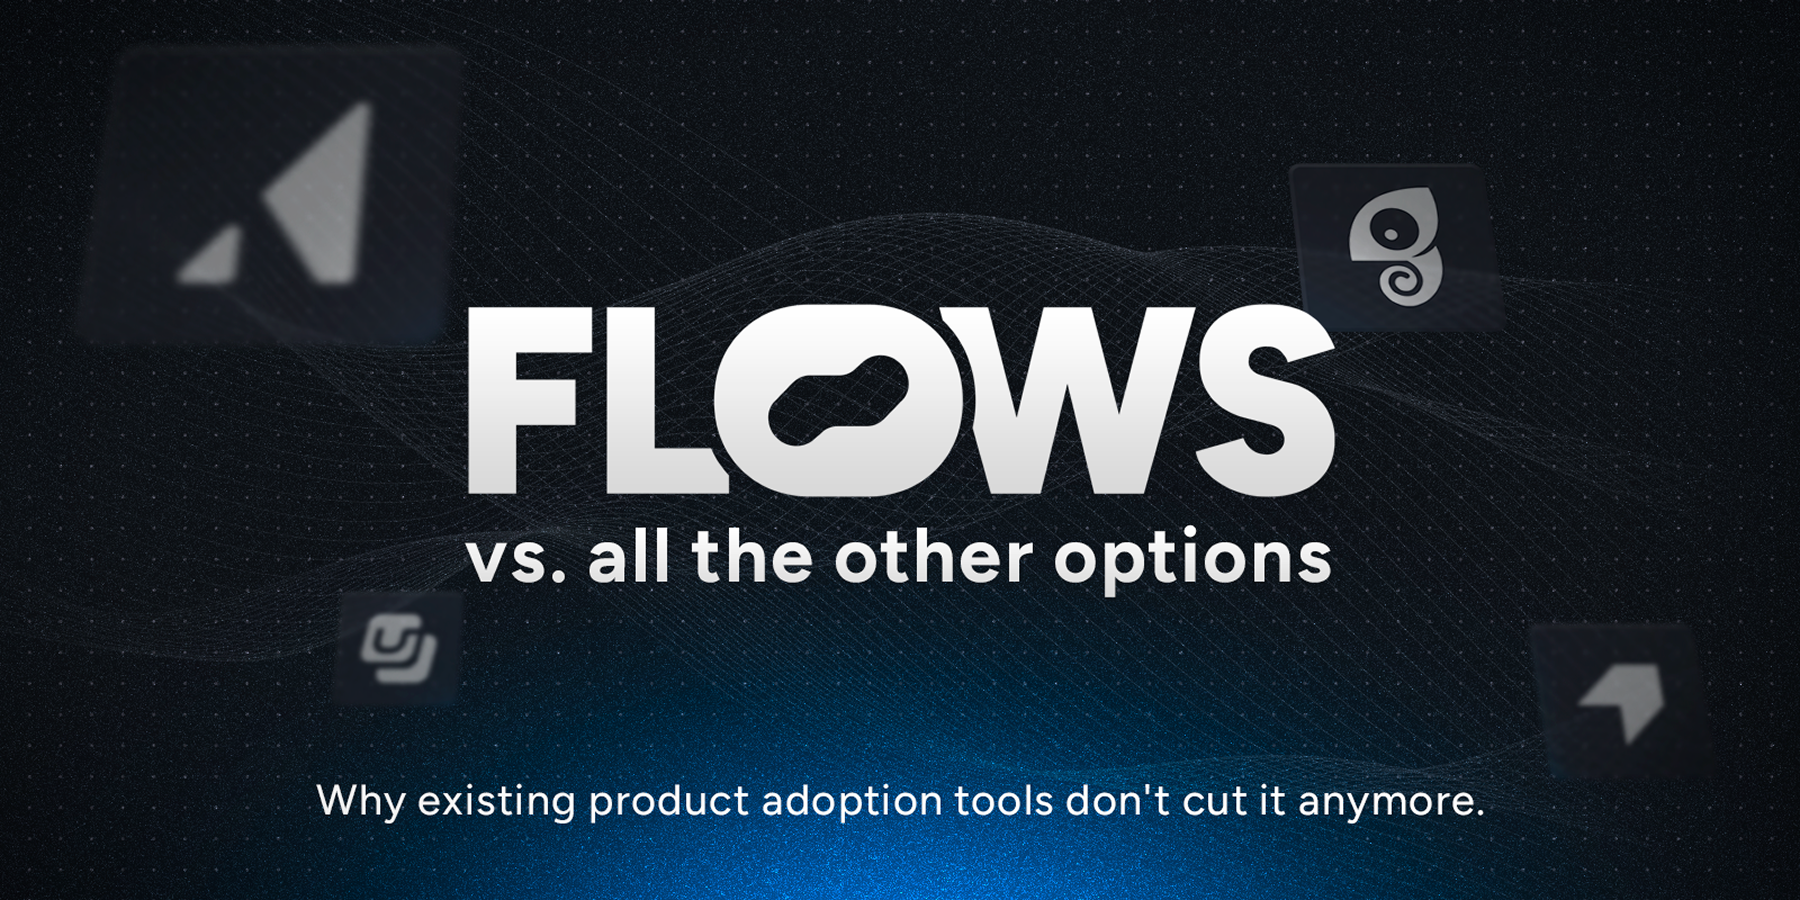 FLOWS
vs. all the other options
Why existing product adoption tools don't cut it anymore.